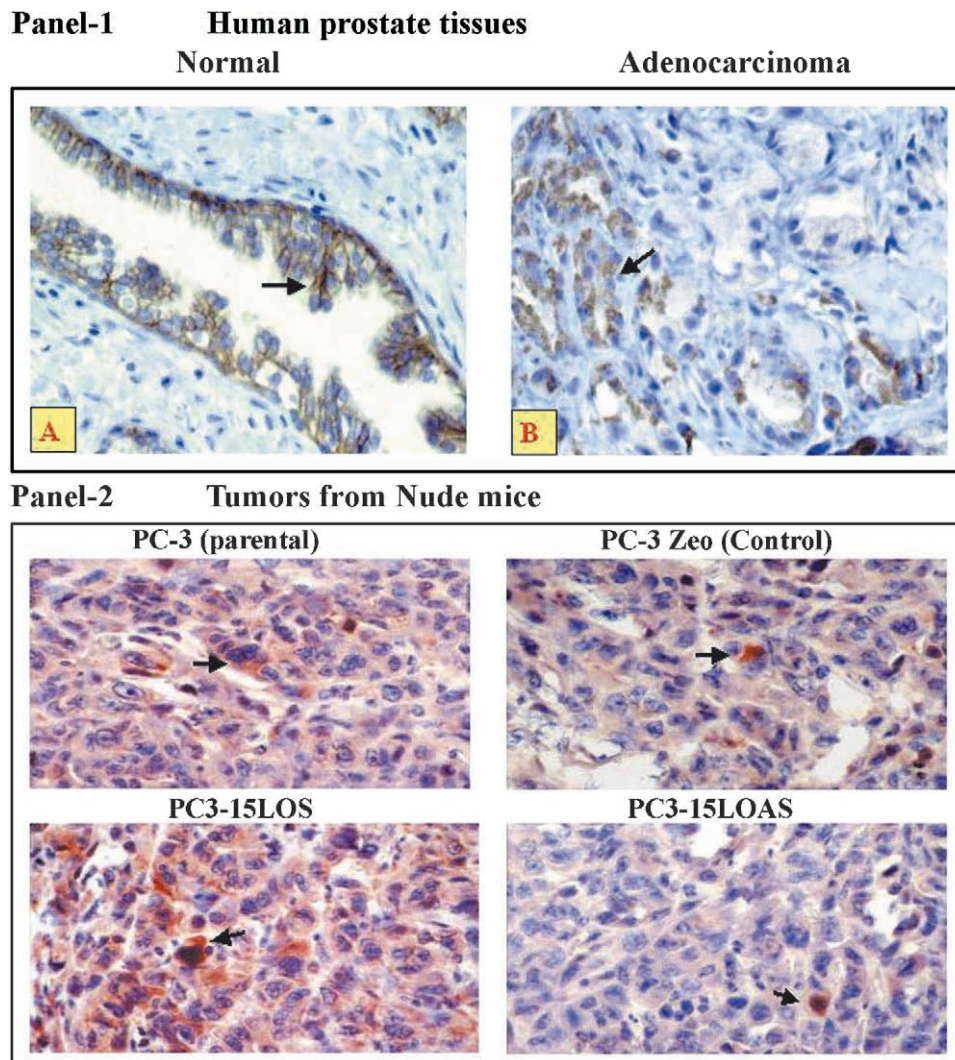 Panel-1 Human prostate tissues
Normal Adenocarcinoma
A B
Panel-2 Tumors from Nude mice
PC-3 (parental) PC-3 Zeo (Control)
PC3-15LOS PC3-15LOAS